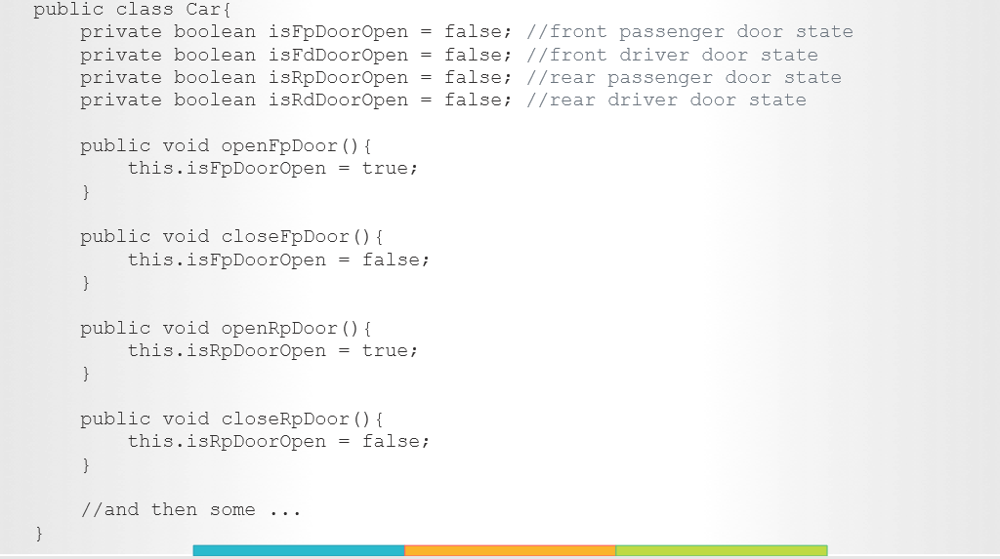 public class Car{
    private boolean isFpDoorOpen = false; //front passenger door state
    private boolean isFdDoorOpen = false; //front driver door state
    private boolean isRpDoorOpen = false; //rear passenger door state
    private boolean isRdDoorOpen = false; //rear driver door state

    public void openFpDoor(){
        this.isFpDoorOpen = true;
    }

    public void closeFpDoor(){
        this.isFpDoorOpen = false;
    }

    public void openRpDoor(){
        this.isRpDoorOpen = true;
    }

    public void closeRpDoor(){
        this.isRpDoorOpen = false;
    }

    //and then some ...
}